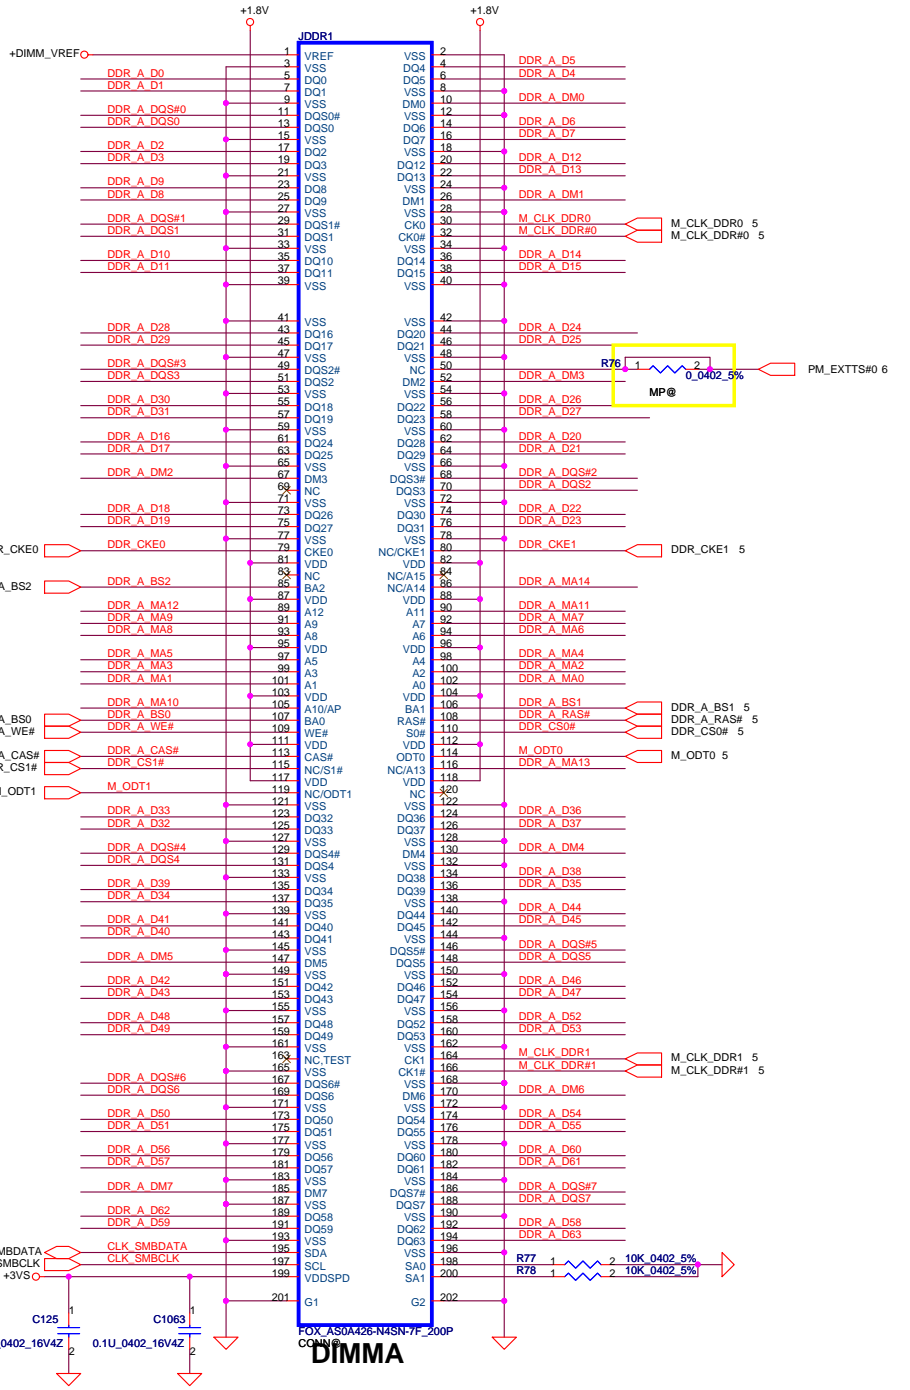 +1.8V +1.8V
JDDR1
+DIMM_VREF 1 VREF VSS 2
3 VSS DQ4 4 DDR_A_D5
DDR_A_D0 5 DQ0 DQ5 6 DDR_A_D4
DDR_A_D1 7 DQ1 VSS 8
9 VSS DM0 10 DDR_A_DM0
DDR_A_DQS#0 11 DQS0# VSS 12
DDR_A_DQS0 13 DQS0 DQ6 14 DDR_A_D6
15 VSS DQ7 16 DDR_A_D7
DDR_A_D2 17 DQ2 VSS 18
DDR_A_D3 19 DQ3 DQ12 20 DDR_A_D12
21 VSS DQ13 22 DDR_A_D13
DDR_A_D9 23 DQ8 VSS 24
DDR_A_D8 25 DQ9 DM1 26 DDR_A_DM1
27 VSS VSS 28
DDR_A_DQS#1 29 DQS1# CK0 30 M_CLK_DDR0 M_CLK_DDR0 5
DDR_A_DQS1 31 DQS1 CK0# 32 M_CLK_DDR#0 M_CLK_DDR#0 5
33 VSS VSS 34
DDR_A_D10 35 DQ10 DQ14 36 DDR_A_D14
DDR_A_D11 37 DQ11 DQ15 38 DDR_A_D15
39 VSS VSS 40
41 VSS VSS 42
DDR_A_D28 43 DQ16 DQ20 44 DDR_A_D24
DDR_A_D29 45 DQ17 DQ21 46 DDR_A_D25
47 VSS VSS 48
DDR_A_DQS#3 49 DQS2# NC 50 R76 1 2 0_0402_5% PM_EXTTS#0 6
DDR_A_DQS3 51 DQS2 DM2 52 DDR_A_DM3
MP@
53 VSS VSS 54
DDR_A_D30 55 DQ18 DQ22 56 DDR_A_D26
DDR_A_D31 57 DQ19 DQ23 58 DDR_A_D27
59 VSS VSS 60
DDR_A_D16 61 DQ24 DQ28 62 DDR_A_D20
DDR_A_D17 63 DQ25 DQ29 64 DDR_A_D21
65 VSS VSS 66
DDR_A_DM2 67 DM3 DQS3# 68 DDR_A_DQS#2
69 NC DQS3 70 DDR_A_DQS2
71 VSS VSS 72
DDR_A_D18 73 DQ26 DQ30 74 DDR_A_D22
DDR_A_D19 75 DQ27 DQ31 76 DDR_A_D23
77 VSS VSS 78
R_CKE0 DDR_CKE0 79 CKE0 NC/CKE1 80 DDR_CKE1 DDR_CKE1 5
81 VDD VDD 82
83 NC NC/A15 84
A_BS2 DDR_A_BS2 85 BA2 NC/A14 86 DDR_A_MA14
87 VDD VDD 88
DDR_A_MA12 89 A12 A11 90 DDR_A_MA11
DDR_A_MA9 91 A9 A7 92 DDR_A_MA7
DDR_A_MA8 93 A8 A6 94 DDR_A_MA6
95 VDD VDD 96
DDR_A_MA5 97 A5 A4 98 DDR_A_MA4
DDR_A_MA3 99 A3 A2 100 DDR_A_MA2
DDR_A_MA1 101 A1 A0 102 DDR_A_MA0
103 VDD VDD 104
DDR_A_MA10 105 A10/AP BA1 106 DDR_A_BS1 DDR_A_BS1 5
A_BS0 DDR_A_BS0 107 BA0 RAS# 108 DDR_A_RAS# DDR_A_RAS# 5
A_WE# DDR_A_WE# 109 WE# S0# 110 DDR_CS0# DDR_CS0# 5
111 VDD VDD 112
A_CAS# DDR_A_CAS# 113 CAS# ODT0 114 M_ODT0 M_ODT0 5
R_CS1# DDR_CS1# 115 NC/S1# NC/A13 116 DDR_A_MA13
117 VDD VDD 118
_ODT1 M_ODT1 119 NC/ODT1 NC 120
121 VSS VSS 122
DDR_A_D33 123 DQ32 DQ36 124 DDR_A_D36
DDR_A_D32 125 DQ33 DQ37 126 DDR_A_D37
127 VSS VSS 128
DDR_A_DQS#4 129 DQS4# DM4 130 DDR_A_DM4
DDR_A_DQS4 131 DQS4 VSS 132
133 VSS DQ38 134 DDR_A_D38
DDR_A_D39 135 DQ34 DQ39 136 DDR_A_D35
DDR_A_D34 137 DQ35 VSS 138
139 VSS DQ44 140 DDR_A_D44
DDR_A_D41 141 DQ40 DQ45 142 DDR_A_D45
DDR_A_D40 143 DQ41 VSS 144
145 VSS DQS5# 146 DDR_A_DQS#5
DDR_A_DM5 147 DM5 DQS5 148 DDR_A_DQS5
149 VSS VSS 150
DDR_A_D42 151 DQ42 DQ46 152 DDR_A_D46
DDR_A_D43 153 DQ43 DQ47 154 DDR_A_D47
155 VSS VSS 156
DDR_A_D48 157 DQ48 DQ52 158 DDR_A_D52
DDR_A_D49 159 DQ49 DQ53 160 DDR_A_D53
161 VSS VSS 162
163 NC,TEST CK1 164 M_CLK_DDR1 M_CLK_DDR1 5
165 VSS CK1# 166 M_CLK_DDR#1 M_CLK_DDR#1 5
DDR_A_DQS#6 167 DQS6# VSS 168
DDR_A_DQS6 169 DQS6 DM6 170 DDR_A_DM6
171 VSS VSS 172
DDR_A_D50 173 DQ50 DQ54 174 DDR_A_D54
DDR_A_D51 175 DQ51 DQ55 176 DDR_A_D55
177 VSS VSS 178
DDR_A_D56 179 DQ56 DQ60 180 DDR_A_D60
DDR_A_D57 181 DQ57 DQ61 182 DDR_A_D61
183 VSS VSS 184
DDR_A_DM7 185 DM7 DQS7# 186 DDR_A_DQS#7
187 VSS DQS7 188 DDR_A_DQS7
DDR_A_D62 189 DQ58 VSS 190
DDR_A_D59 191 DQ59 DQ62 192 DDR_A_D58
193 VSS DQ63 194 DDR_A_D63
MBDATA CLK_SMBDATA 195 SDA VSS 196
SMBCLK CLK_SMBCLK 197 SCL SA0 198 R77 1 2 10K_0402_5%
+3VS 199 VDDSPD SA1 200 R78 1 2 10K_0402_5%
201 G1 G2 202
1 1
C125 C1063
FOX_AS0A426-N4SN-7F_200P
0402_16V4Z 0.1U_0402_16V4Z
CONN@
2 2
DIMMA